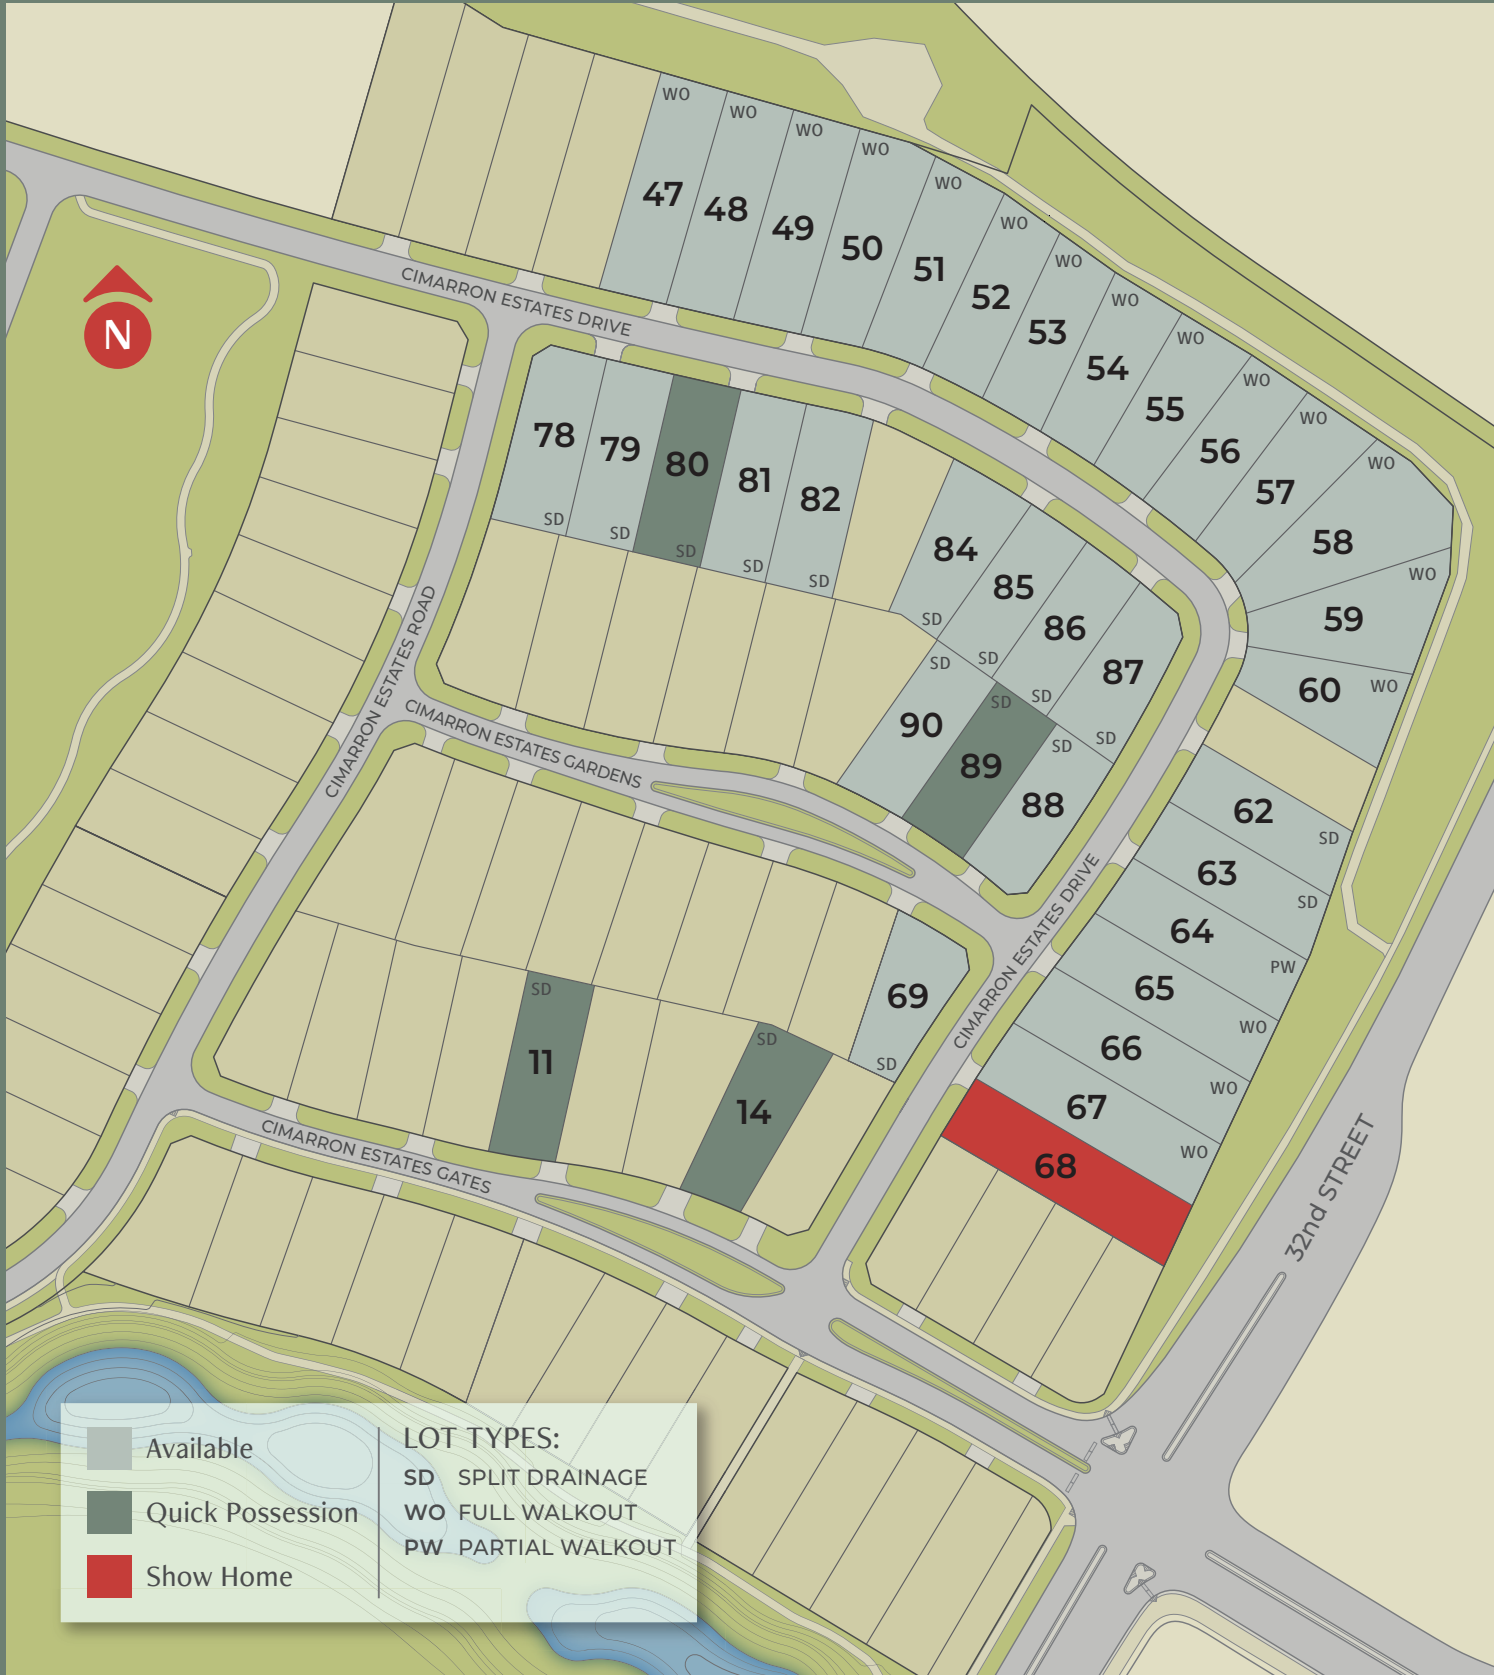 WO
WO
WO
WO
WO
WO
WO
WO
WO
WO
WO
WO
WO
WO
47
48
49
50
51
52
53
54
55
56
57
58
59
60
N
CIMARRON ESTATES DRIVE
78
79
80
81
82
SD
SD
SD
SD
SD
84
85
86
87
SD
SD
SD
SD
CIMARRON ESTATES ROAD
CIMARRON ESTATES GARDENS
SD
SD
SD
90
89
88
62
SD
63
SD
64
PW
65
WO
66
WO
67
WO
68
CIMARRON ESTATES DRIVE
69
SD
SD
11
SD
14
CIMARRON ESTATES GATES
32nd STREET
Available
Quick Possession
Show Home
LOT TYPES:
SD SPLIT DRAINAGE
WO FULL WALKOUT
PW PARTIAL WALKOUT